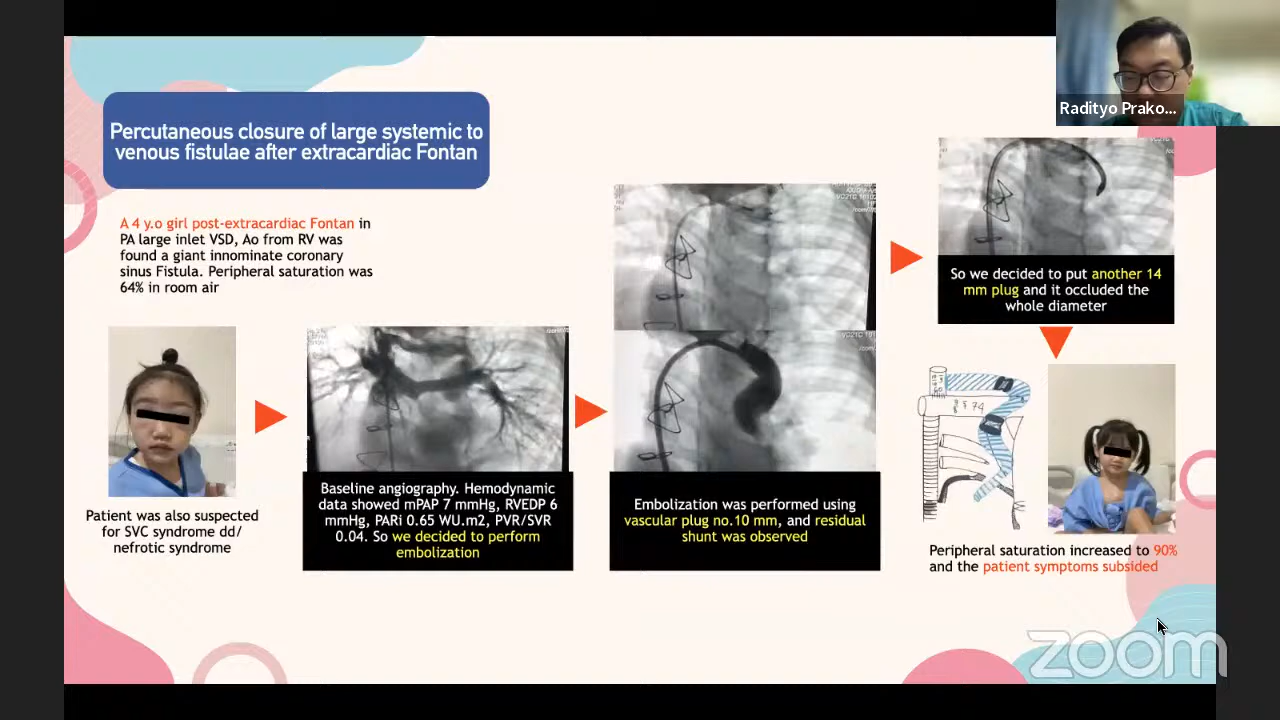 Radityo Prako...
Percutaneous closure of large systemic to
venous fistulae after extracardiac Fontan
A 4 y.o girl post-extracardiac Fontan in
PA large inlet VSD, Ao from RV was
found a giant innominate coronary
sinus Fistula. Peripheral saturation was
64% in room air
Patient was also suspected
for SVC syndrome dd/
nefrotic syndrome
Baseline angiography. Hemodynamic
data showed mPAP 7 mmHg, RVEDP 6
mmHg, PARi 0.65 WU.m2, PVR/SVR
0.04. So we decided to perform
embolization
Embolization was performed using
vascular plug no.10 mm, and residual
shunt was observed
So we decided to put another 14
mm plug and it occluded the
whole diameter
Peripheral saturation increased to 90%
and the patient symptoms subsided
zoom